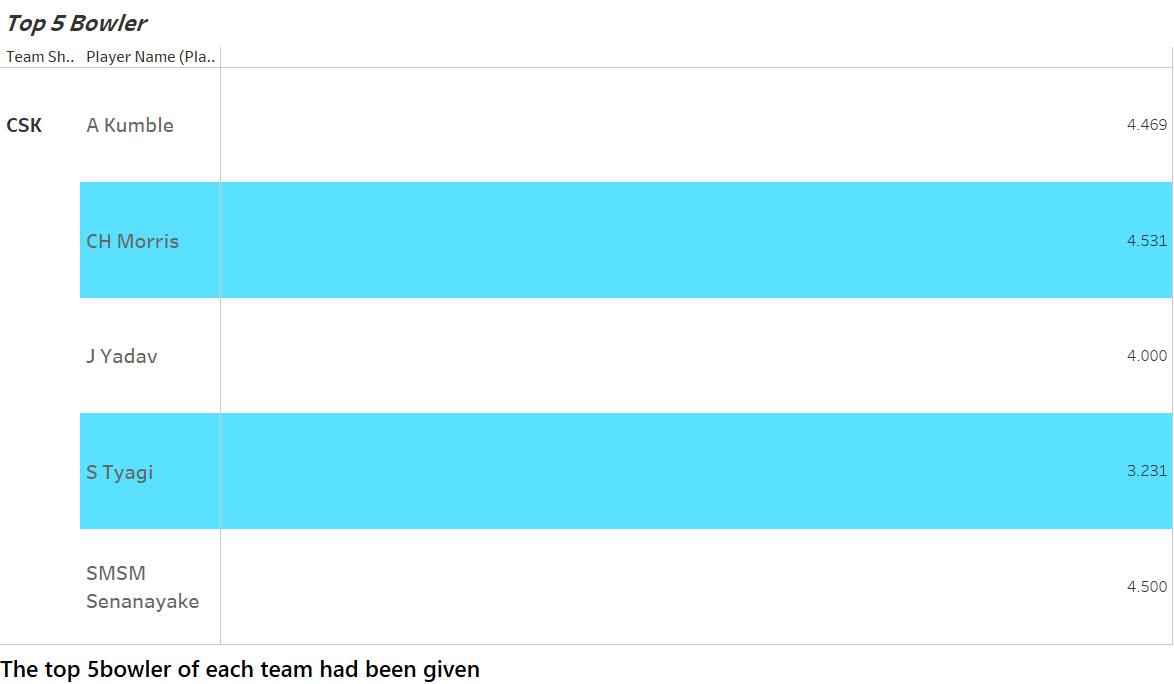 Top 5 Bowler
Team Sh.. Player Name (Pla..
CSK A Kumble 4.469
CH Morris 4.531
J Yadav 4.000
S Tyagi 3.231
SMSM
Senanayake 4.500
The top 5bowler of each team had been given